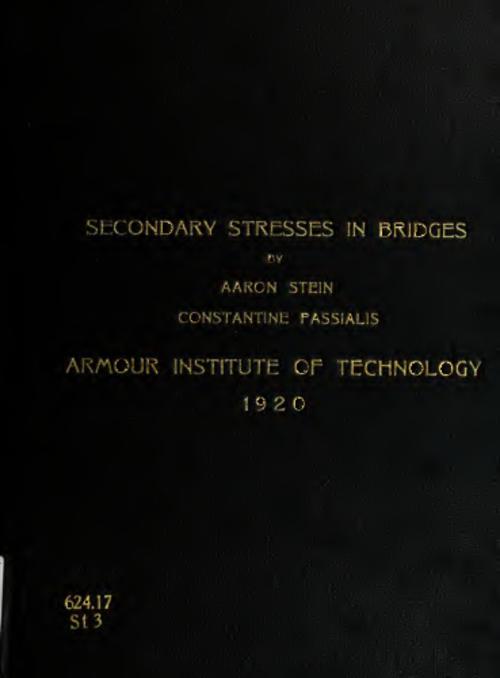 SECONDARY STRESSES IN BRIDGES
BY
AARON STEIN
CONSTANTINE PASSIALIS
ARMOUR INSTITUTE OF TECHNOLOGY
1920
624.17
St 3